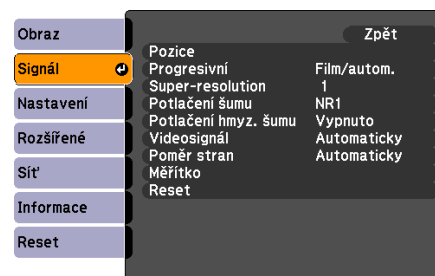 Obraz
Signál
Nastavení
Rozšířené
Síť
Informace
Reset
Zpět
Pozice
Progresivní Film/autom.
Super-resolution 1
Potlačení šumu NR1
Potlačení hmyz. šumu Vypnuto
Videosignál Automaticky
Poměr stran Automaticky
Měřítko
Reset